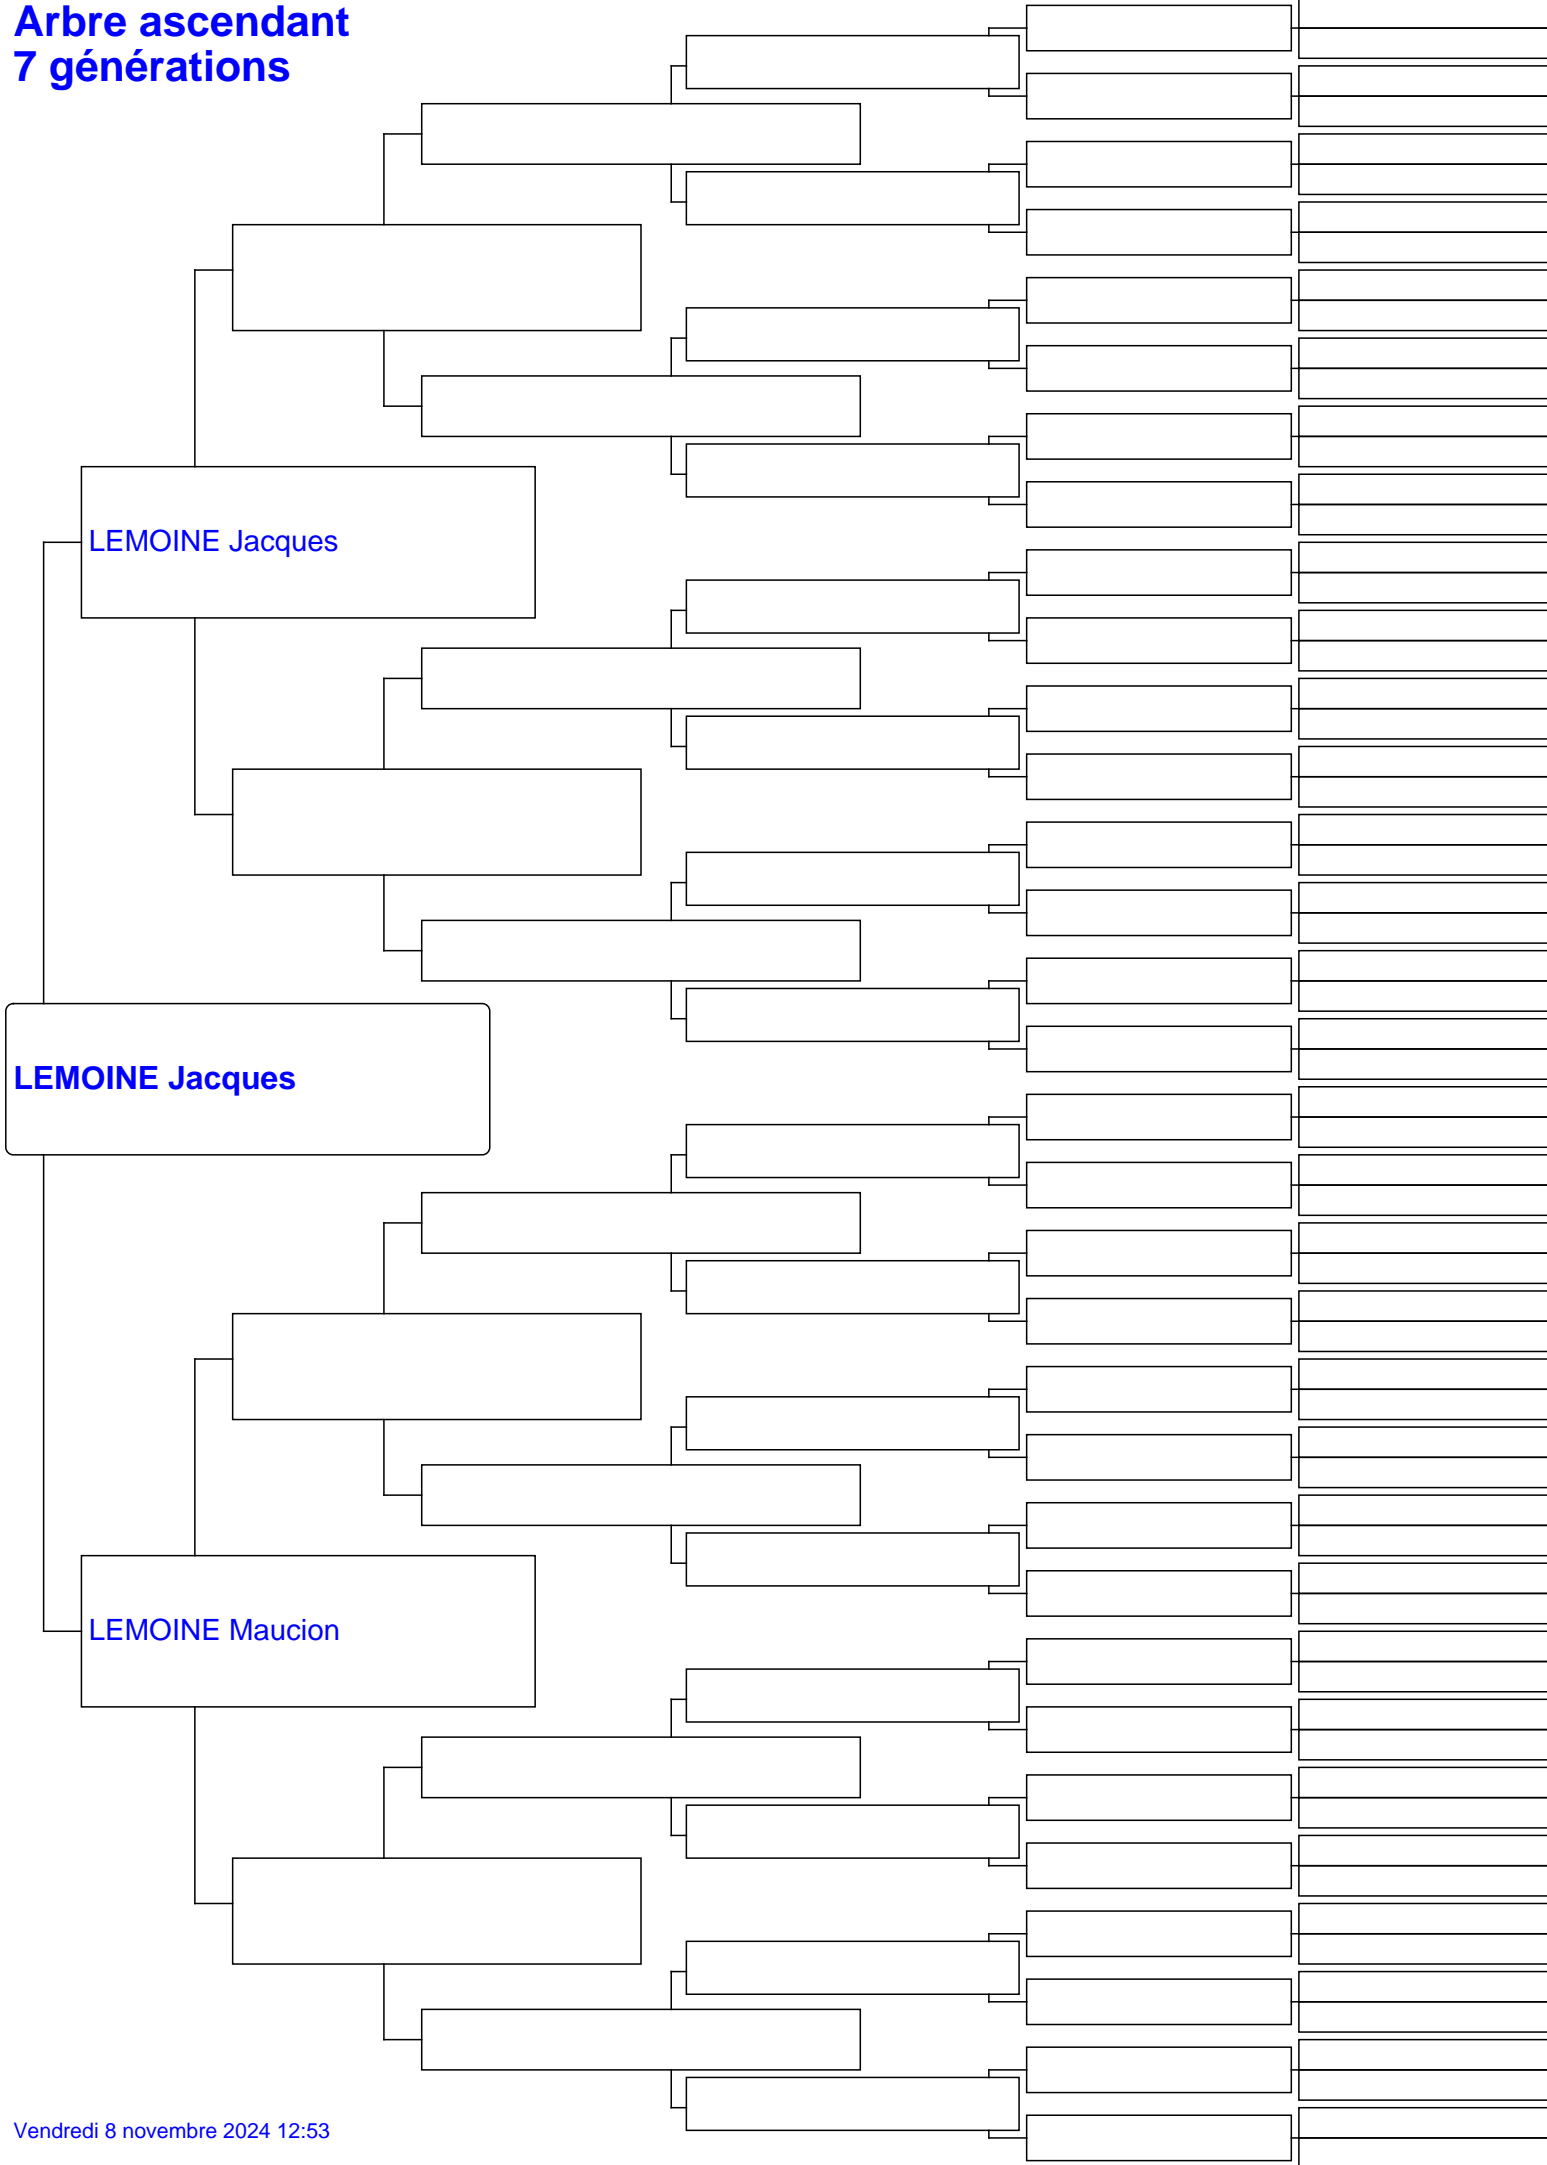 Arbre ascendant
7 générations
LEMOINE Jacques
LEMOINE Jacques
LEMOINE Maucion
Vendredi 8 novembre 2024 12:53